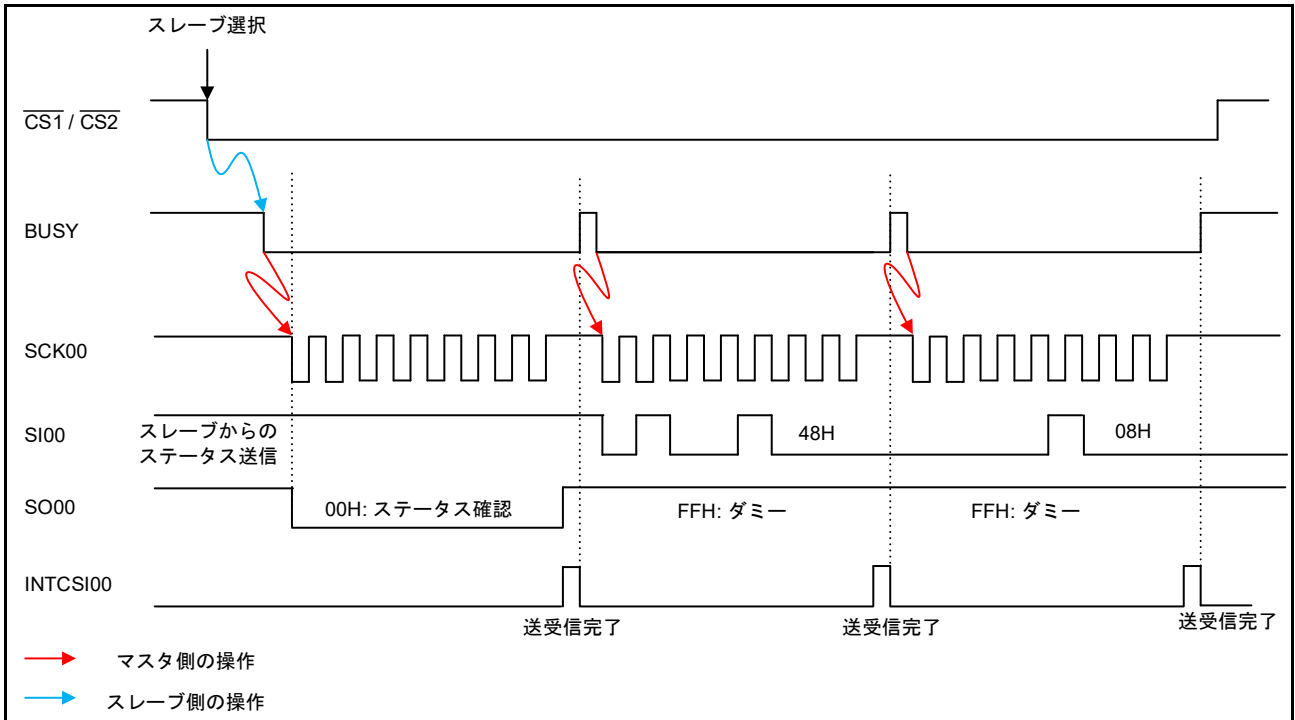 スレーブ選択
CS1 / CS2
BUSY
SCK00
SI00
スレーブからの
ステータス送信
48H
08H
SO00
00H: ステータス確認
FFH: ダミー
FFH: ダミー
INTCSI00
送受信完了
送受信完了
送受信完了
マスタ側の操作
スレーブ側の操作